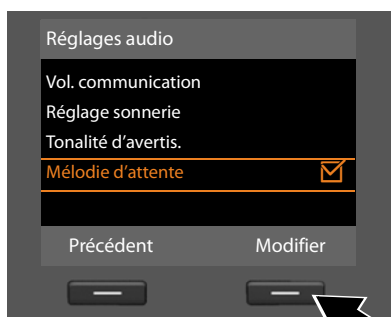 Réglages audio
Vol. communication
Réglage sonnerie
Tonalité d'avertis.
Mélodie d'attente
Précédent Modifier